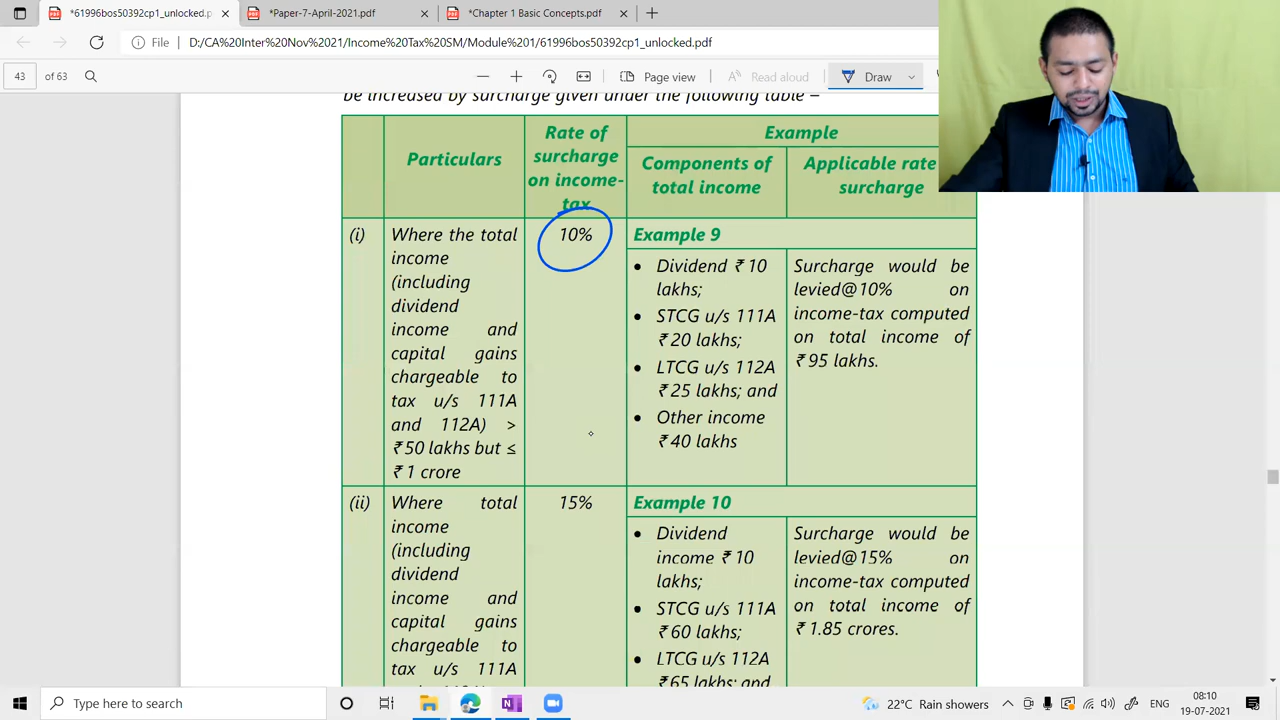 *61996bos50392cp1_unlocked.p
*Paper-7-April-2021.pdf
*Chapter 1 Basic Concepts.pdf
File
D:/CA%20Inter%20Nov%2021/Income%20Tax%20SM/Module%201/61996bos50392cp1_unlocked.pdf
43 of 63
Page view
Read aloud
Draw
be increased by surcharge given under the following table –
Particulars
Rate of
surcharge
on income-
tax
Example
Components of
total income
Applicable rate
surcharge
(i)
Where the total
income
(including
dividend
income and
capital gains
chargeable to
tax u/s 111A
and 112A) >
₹ 50 lakhs but ≤
₹ 1 crore
10%
Example 9
• Dividend ₹ 10
lakhs;
• STCG u/s 111A
₹ 20 lakhs;
• LTCG u/s 112A
₹ 25 lakhs; and
• Other income
₹ 40 lakhs
Surcharge would be
levied@10% on
income-tax computed
on total income of
₹ 95 lakhs.
(ii)
Where total
income
(including
dividend
income and
capital gains
chargeable to
tax u/s 111A
15%
Example 10
• Dividend
income ₹ 10
lakhs;
• STCG u/s 111A
₹ 60 lakhs;
• LTCG u/s 112A
₹ 65 lakhs; and
Surcharge would be
levied@15% on
income-tax computed
on total income of
₹ 1.85 crores.
Type here to search
22°C Rain showers
ENG
08:10
19-07-2021